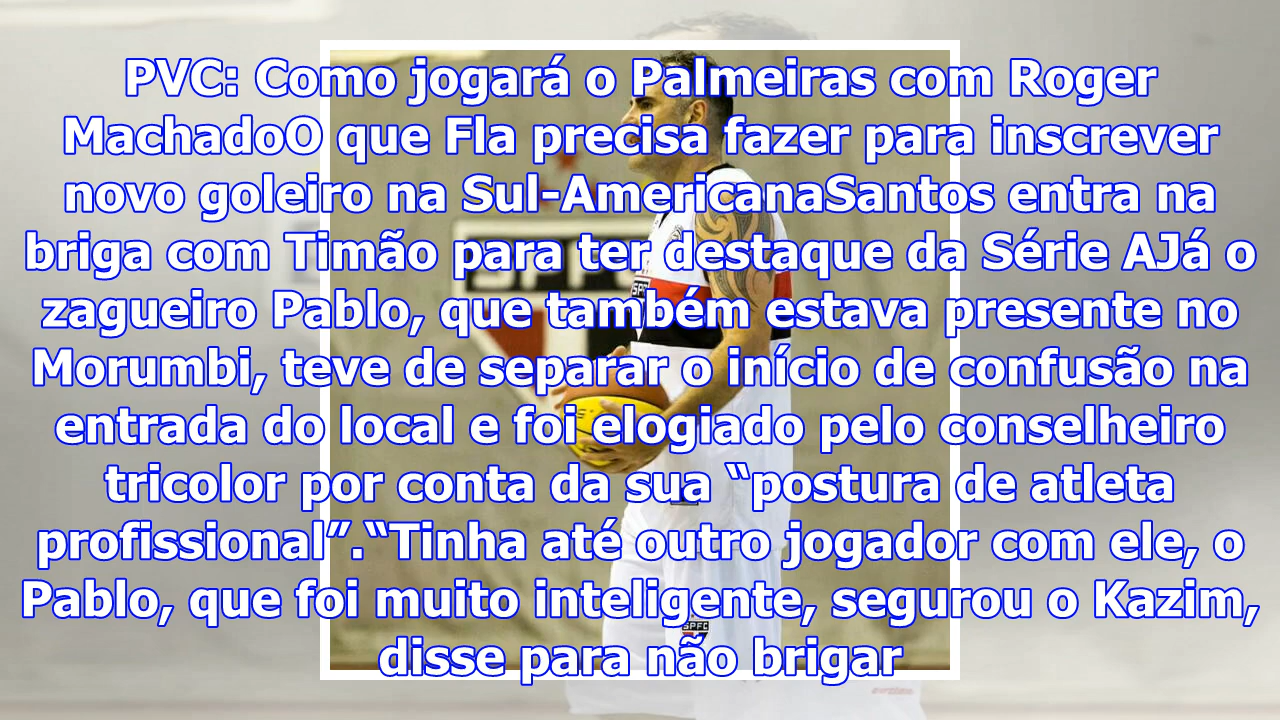 PVC: Como jogará o Palmeiras com Roger
MachadoO que Fla precisa fazer para inscrever
novo goleiro na Sul-AmericanaSantos entra na
briga com Timão para ter destaque da Série AJá o
zagueiro Pablo, que também estava presente no
Morumbi, teve de separar o início de confusão na
entrada do local e foi elogiado pelo conselheiro
tricolor por conta da sua “postura de atleta
profissional”.“Tinha até outro jogador com ele, o
Pablo, que foi muito inteligente, segurou o Kazim,
disse para não brigar
SPFC
SPFC
SPFC